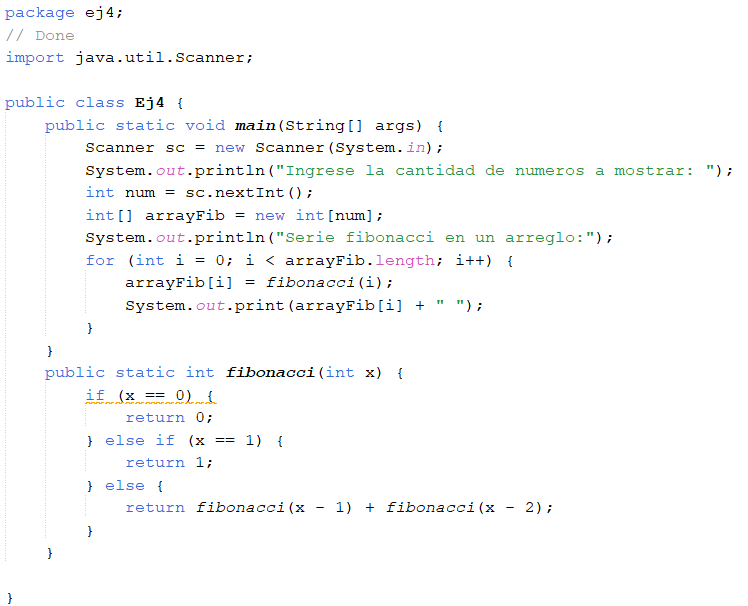 package ej4;
// Done
import java.util.Scanner;
public class Ej4 {
public static void main(String[] args) {
Scanner sc = new Scanner(System.in);
System.out.println("Ingrese la cantidad de numeros a mostrar: ");
int num = sc.nextInt();
int[] arrayFib = new int[num];
System.out.println("Serie fibonacci en un arreglo:");
for (int i = 0; i < arrayFib.length; i++) {
arrayFib[i] = fibonacci(i);
System.out.print(arrayFib[i] + " ");
}
}
public static int fibonacci(int x) {
if (x == 0) {
return 0;
} else if (x == 1) {
return 1;
} else {
return fibonacci(x - 1) + fibonacci(x - 2);
}
}
}